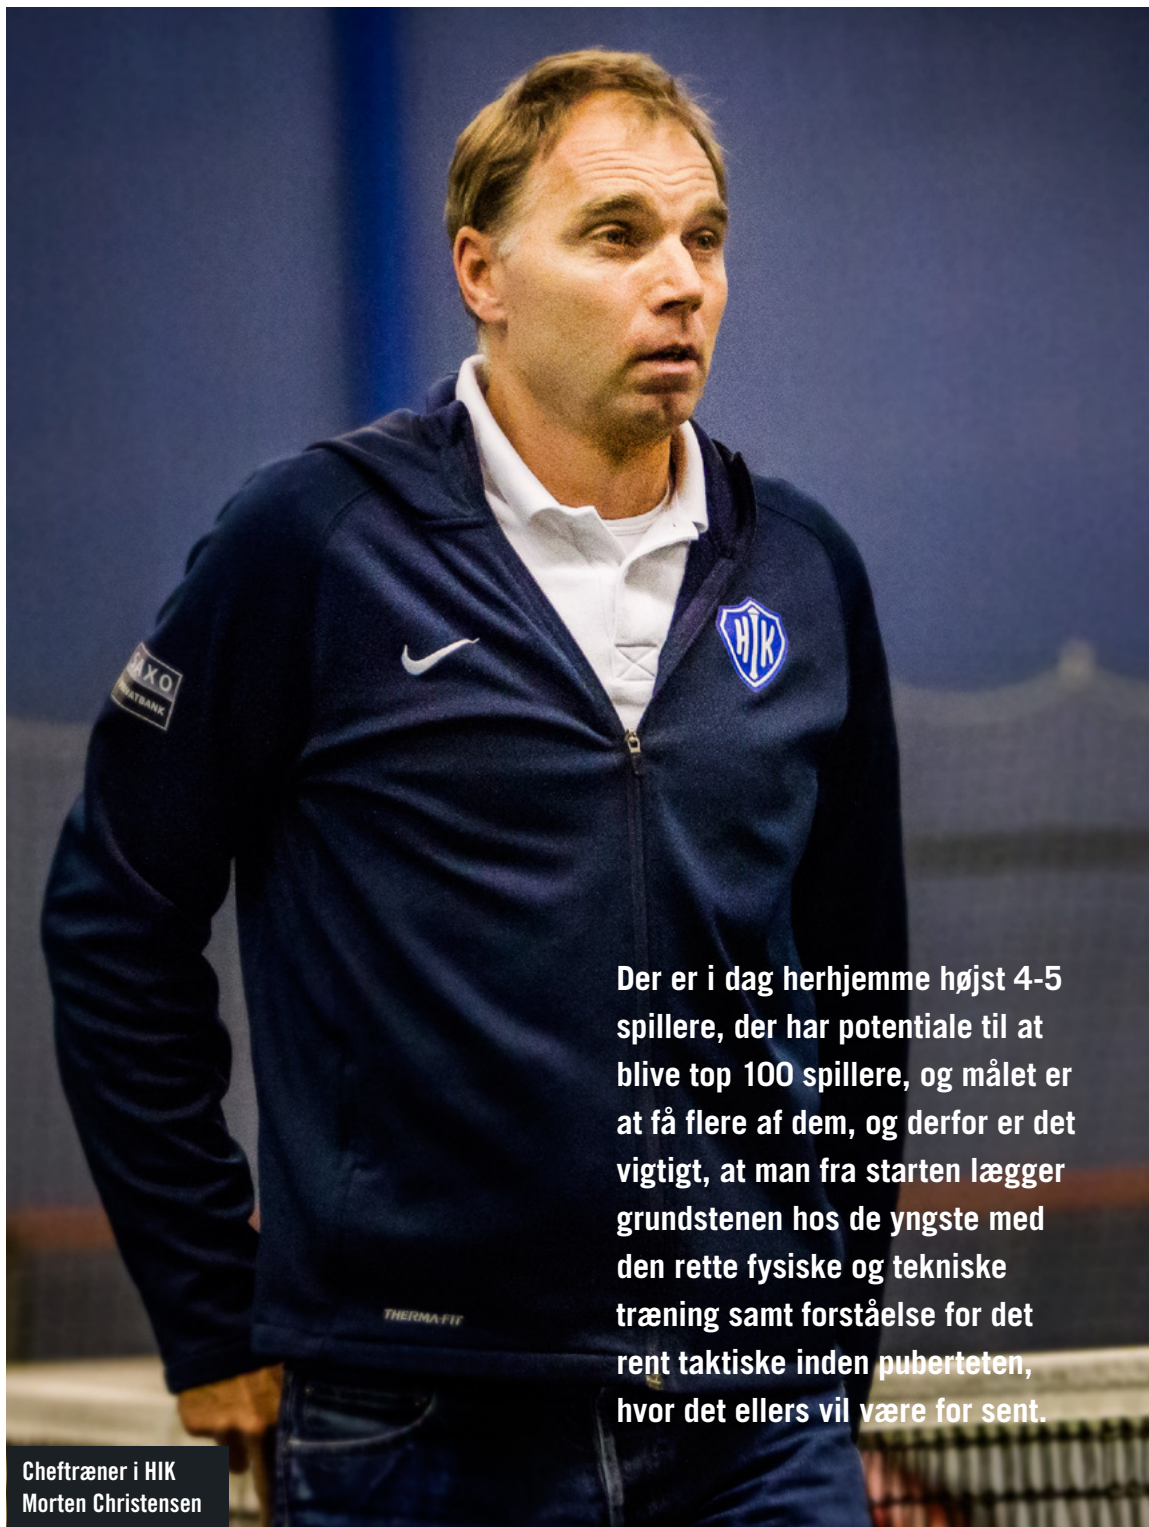 HIK
AXO
Der er i dag herhjemme højst 4-5
spillere, der har potentiale til at
blive top 100 spillere, og målet er
at få flere af dem, og derfor er det
vigtigt, at man fra starten lægger
grundstenen hos de yngste med
den rette fysiske og tekniske
træning samt forståelse for det
rent taktiske inden puberteten,
hvor det ellers vil være for sent.
THERMA-FIT
Cheftræner i HIK
Morten Christensen